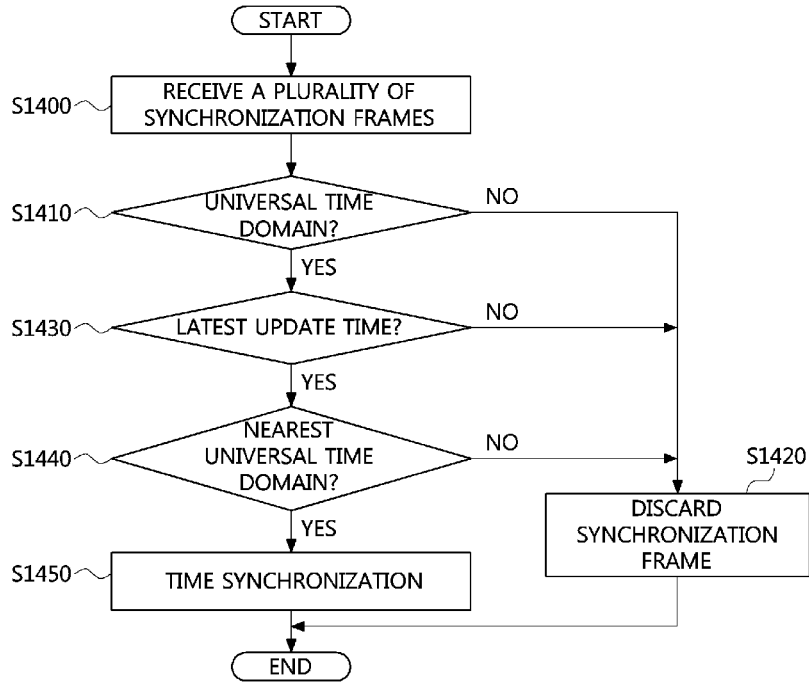 START
S1400
RECEIVE A PLURALITY OF
SYNCHRONIZATION FRAMES
S1410
UNIVERSAL TIME
DOMAIN?
NO
YES
S1430
LATEST UPDATE TIME?
NO
YES
S1440
NEAREST
UNIVERSAL TIME
DOMAIN?
NO
YES
S1420
DISCARD
SYNCHRONIZATION
FRAME
S1450
TIME SYNCHRONIZATION
END